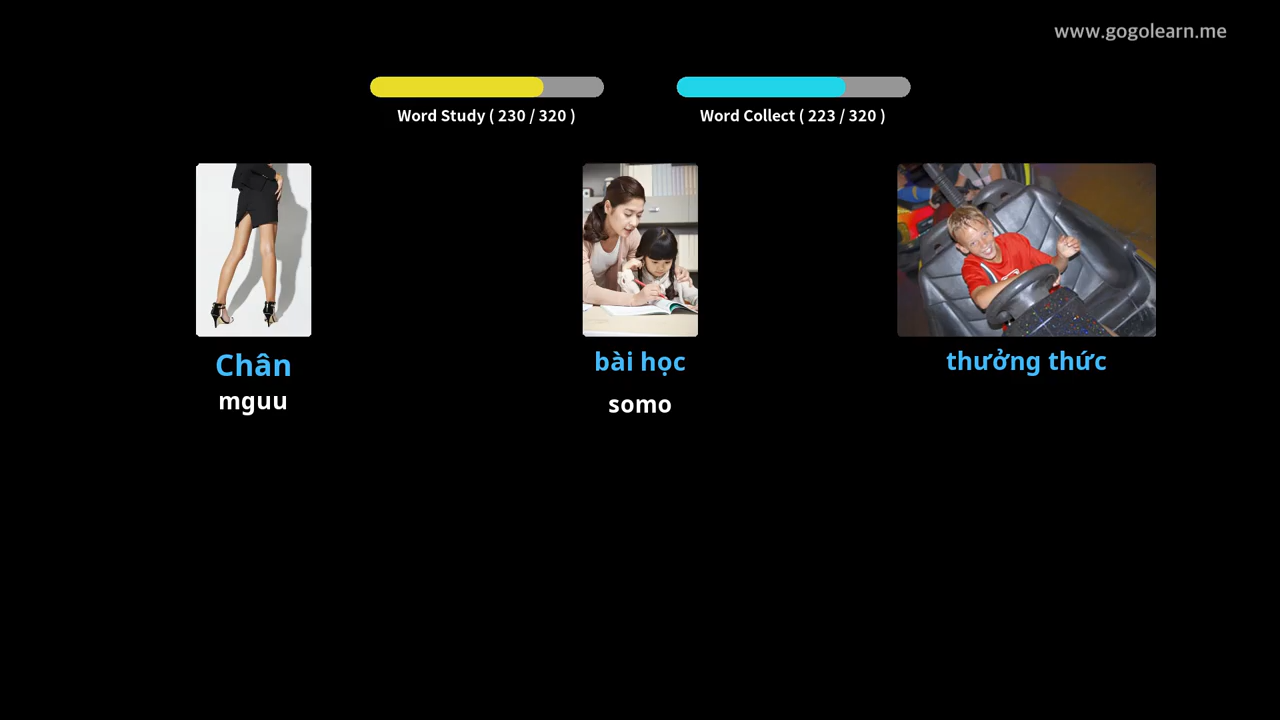 www.gogolearn.me
Word Study ( 230 / 320 )
Word Collect ( 223 / 320 )
Chân
bài học
thưởng thức
mguu
somo